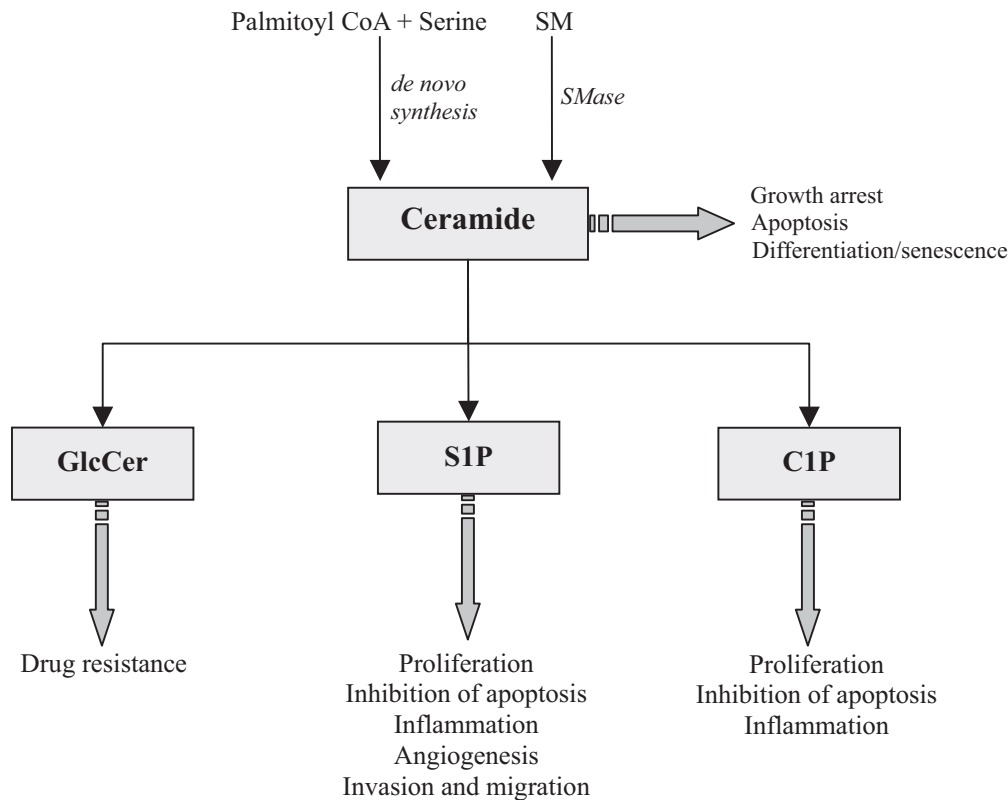 Palmitoyl CoA + Serine SM
de novo
synthesis
SMase
Ceramide
Growth arrest
Apoptosis
Differentiation/senescence
GlcCer
S1P
C1P
Drug resistance
Proliferation
Inhibition of apoptosis
Inflammation
Angiogenesis
Invasion and migration
Proliferation
Inhibition of apoptosis
Inflammation